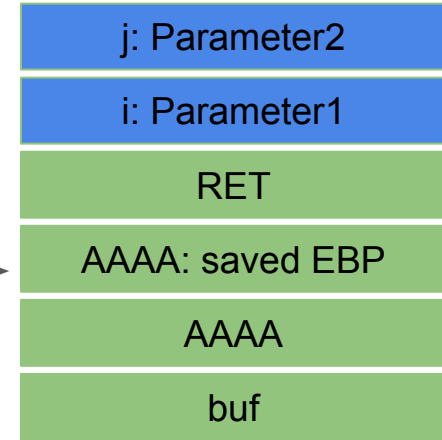 j: Parameter2
i: Parameter1
RET
AAAA: saved EBP
AAAA
buf